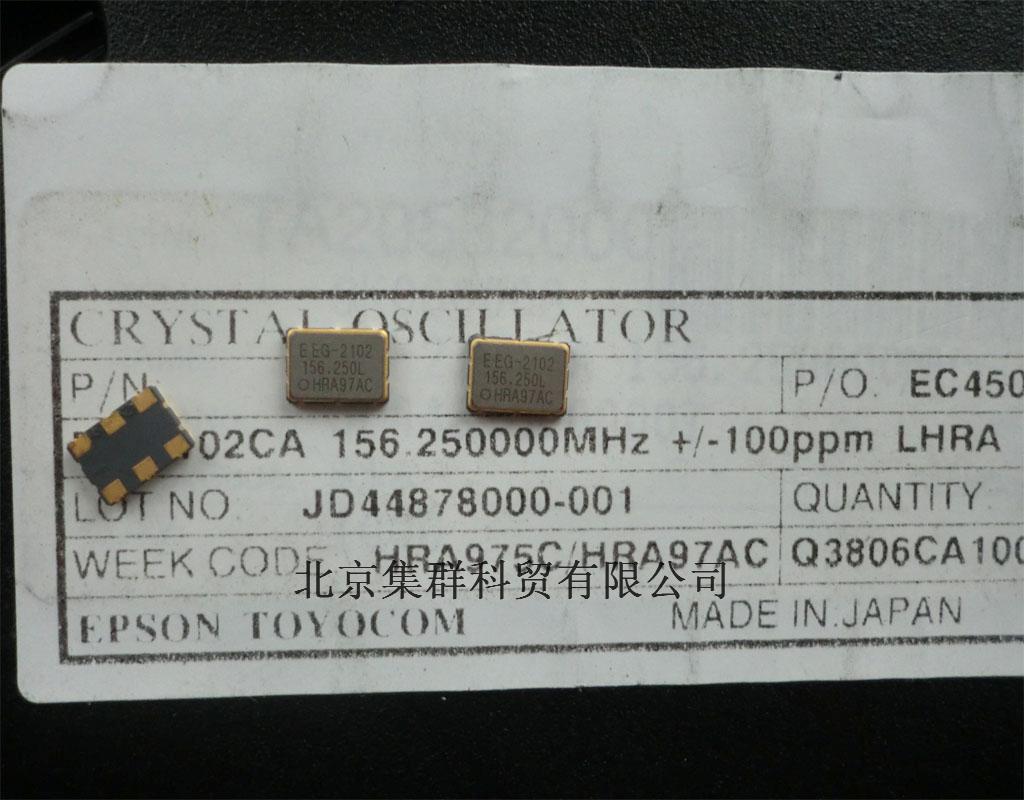 CRYSTAL OSCILLATOR
P/N
P/O. EC450
02CA 156.250000MHz +/-100ppm LHRA
LOT NO. JD44878000-001
QUANTITY
WEEK CODE HRA975C/HRA97AC
Q3806CA100
EPSON TOYOCOM
MADE IN JAPAN
E EG-2102
156.250L
HRA97AC
E EG-2102
156.250L
HRA97AC
北京集群科贸有限公司